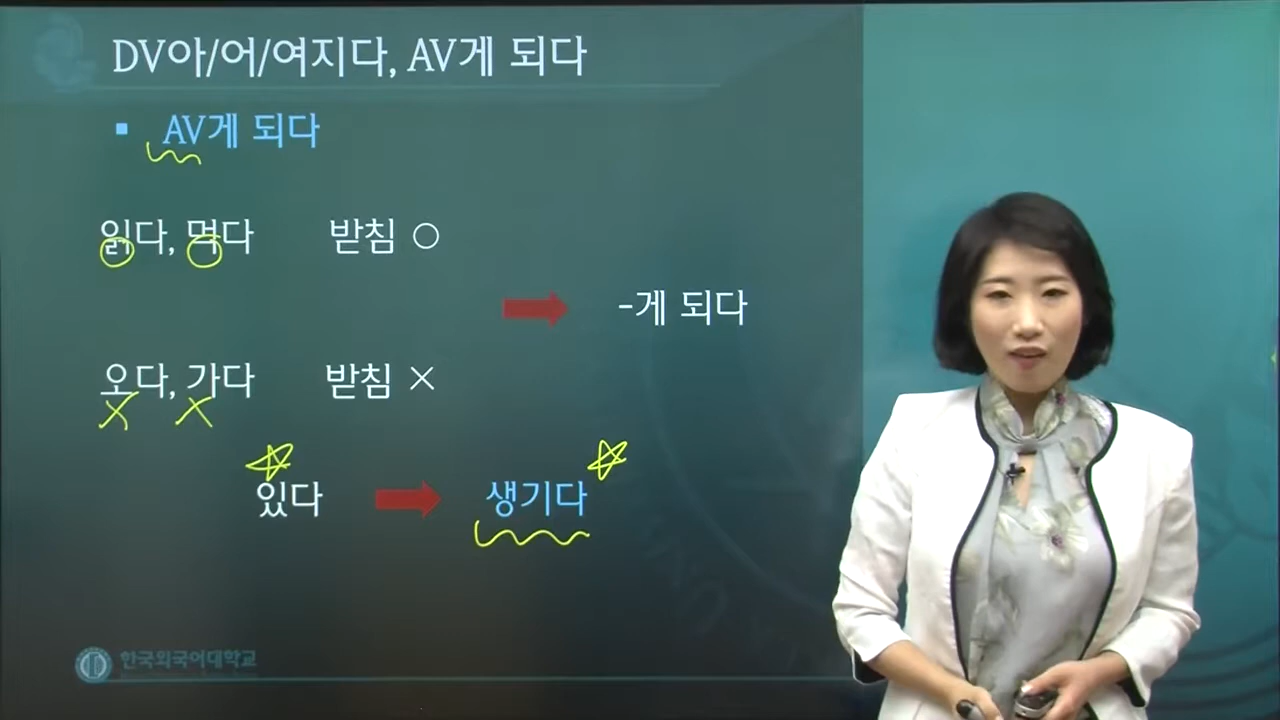 DV아/어/여지다, AV게 되다
▪ AV게 되다
읽다, 먹다 받침 ○
-게 되다
오다, 가다 받침 ×
있다 생기다
한국외국어대학교